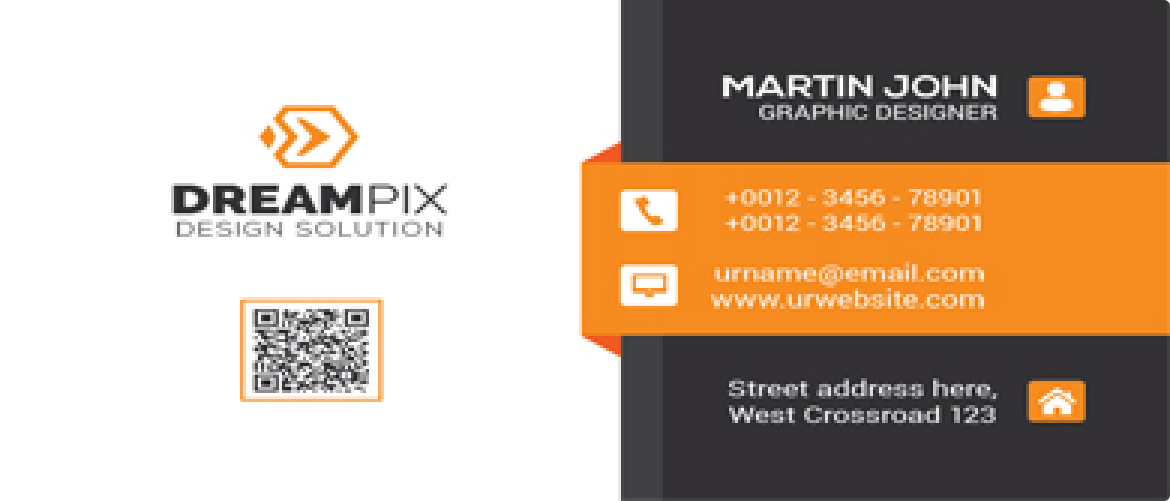 DREAMPIX
DESIGN SOLUTION
MARTIN JOHN
GRAPHIC DESIGNER
+0012 - 3456 - 78901
+0012 - 3456 - 78901
urname@email.com
www.urwebsite.com
Street address here,
West Crossroad 123